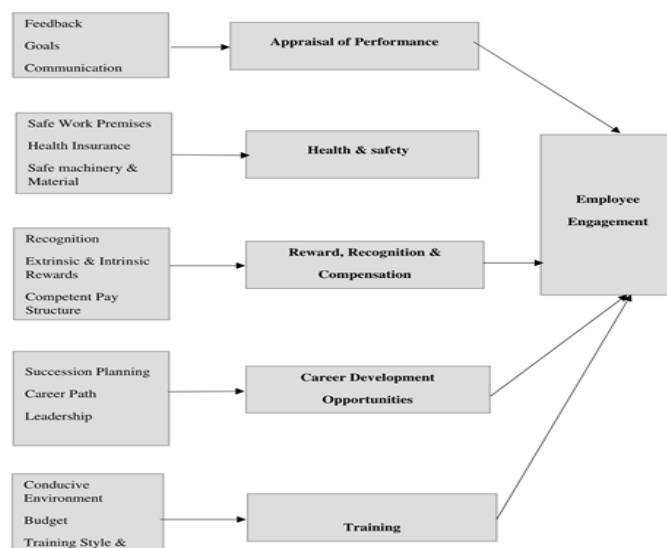 Feedback
Goals
Communication
Appraisal of Performance
Safe Work Premises
Health Insurance
Safe machinery &
Material
Health & safety
Employee
Engagement
Recognition
Extrinsic & Intrinsic
Rewards
Competent Pay
Structure
Reward, Recognition &
Compensation
Succession Planning
Career Path
Leadership
Career Development
Opportunities
Conducive
Environment
Budget
Training Style &
Training